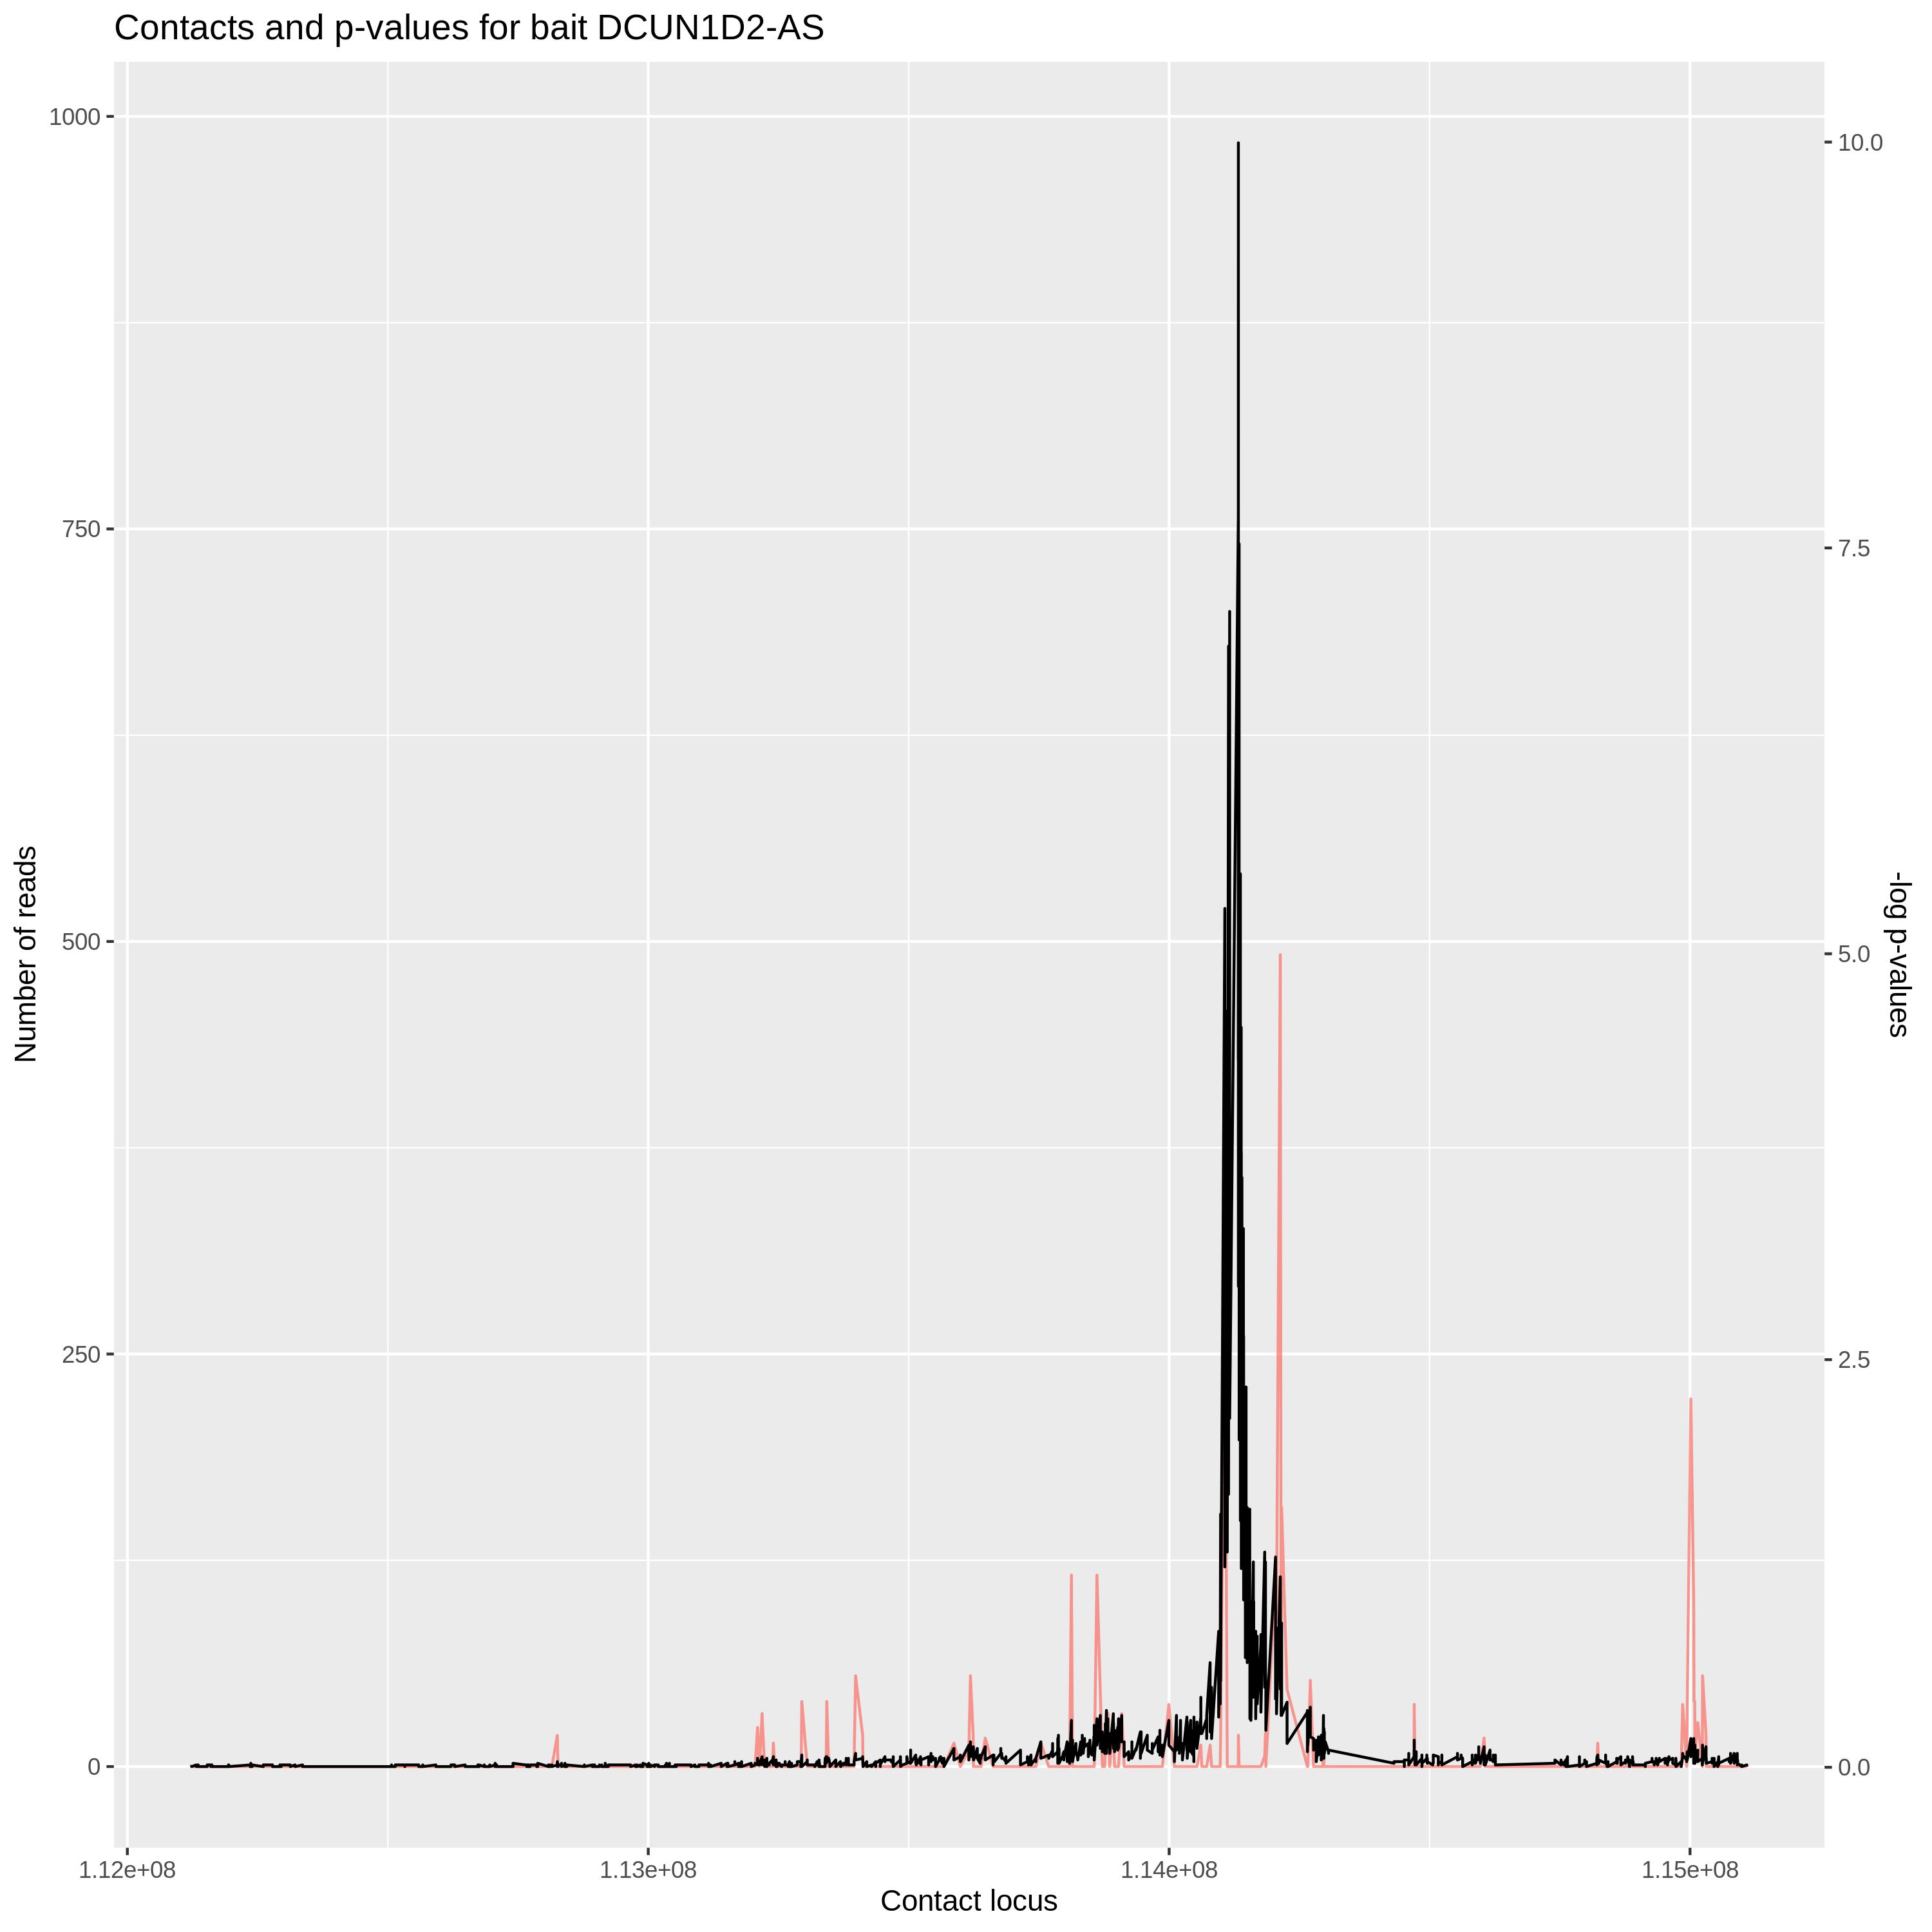 Contacts and p-values for bait DCUN1D2-AS
1000
750
500
250
0
Number of reads
10.0
7.5
5.0
2.5
0.0
-log p-values
1.12e+08
1.13e+08
1.14e+08
1.15e+08
Contact locus